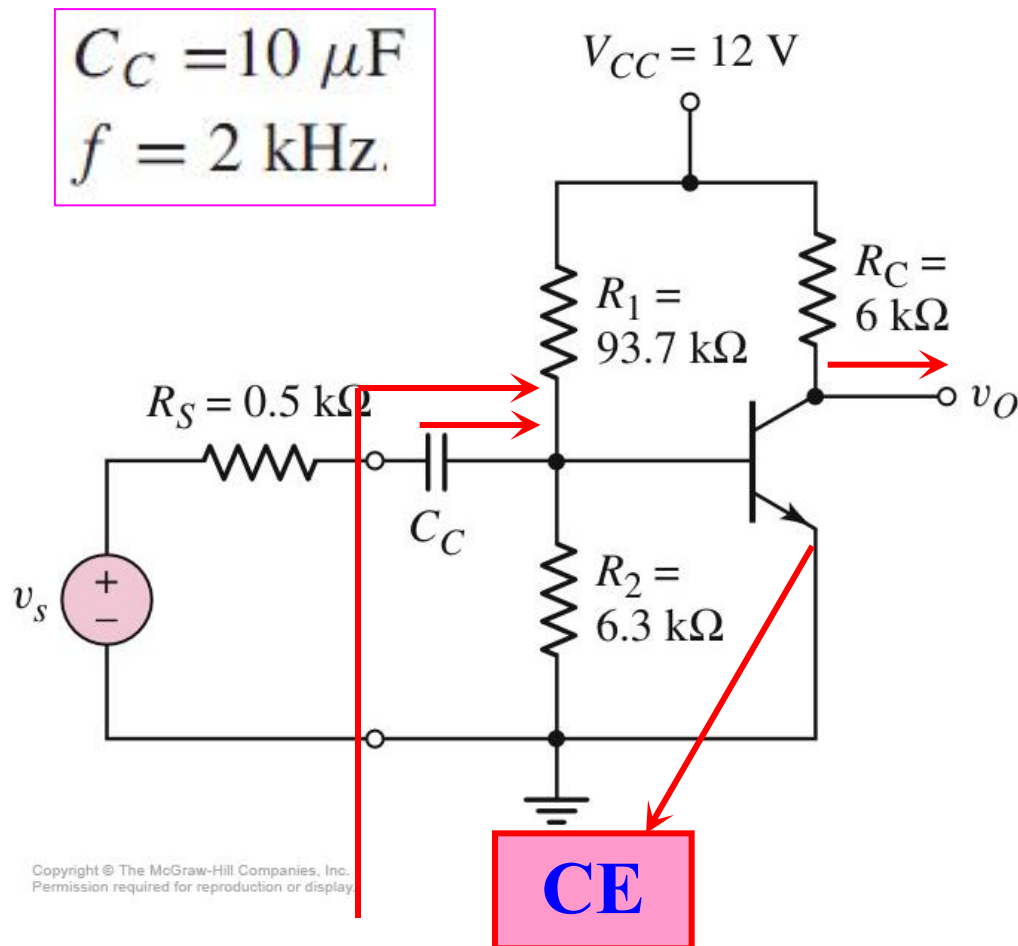 C_C = 10 μF
f = 2 kHz.
V_CC = 12 V
R_1 =
93.7 kΩ
R_C =
6 kΩ
R_S = 0.5 kΩ
v_O
C_C
R_2 =
6.3 kΩ
+
−
v_s
CE
Copyright © The McGraw-Hill Companies, Inc.
Permission required for reproduction or display.